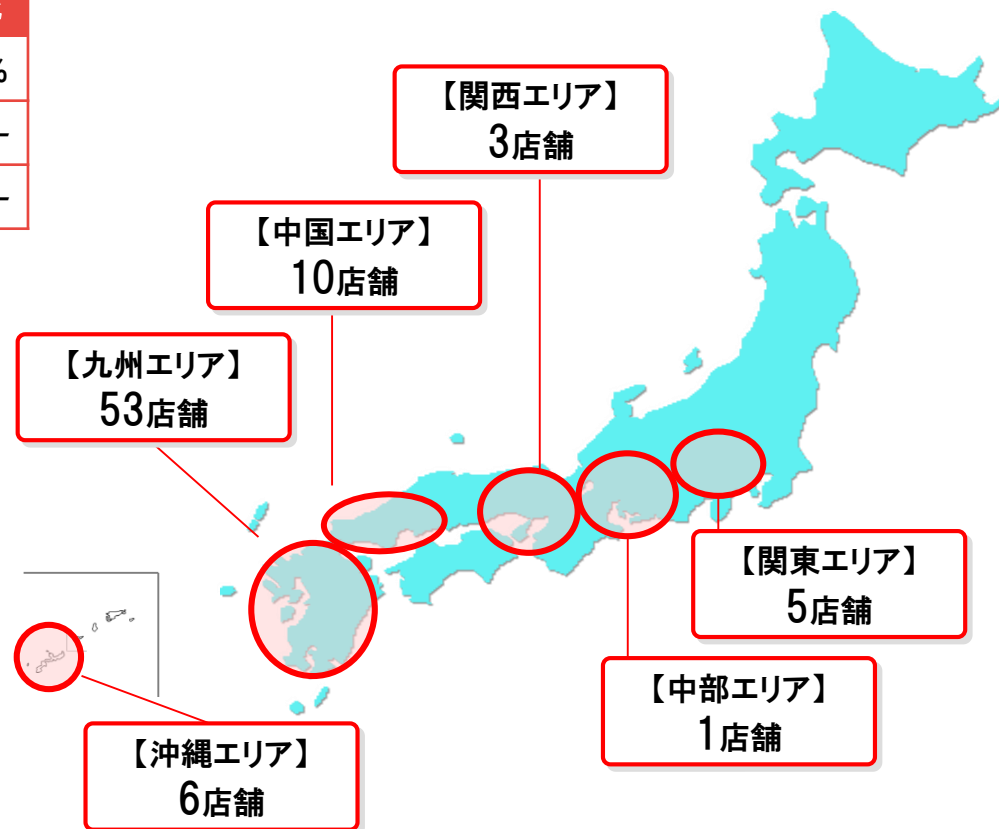 %
-
-
【関西エリア】
3店舗
【中国エリア】
10店舗
【九州エリア】
53店舗
【関東エリア】
5店舗
【中部エリア】
1店舗
【沖縄エリア】
6店舗